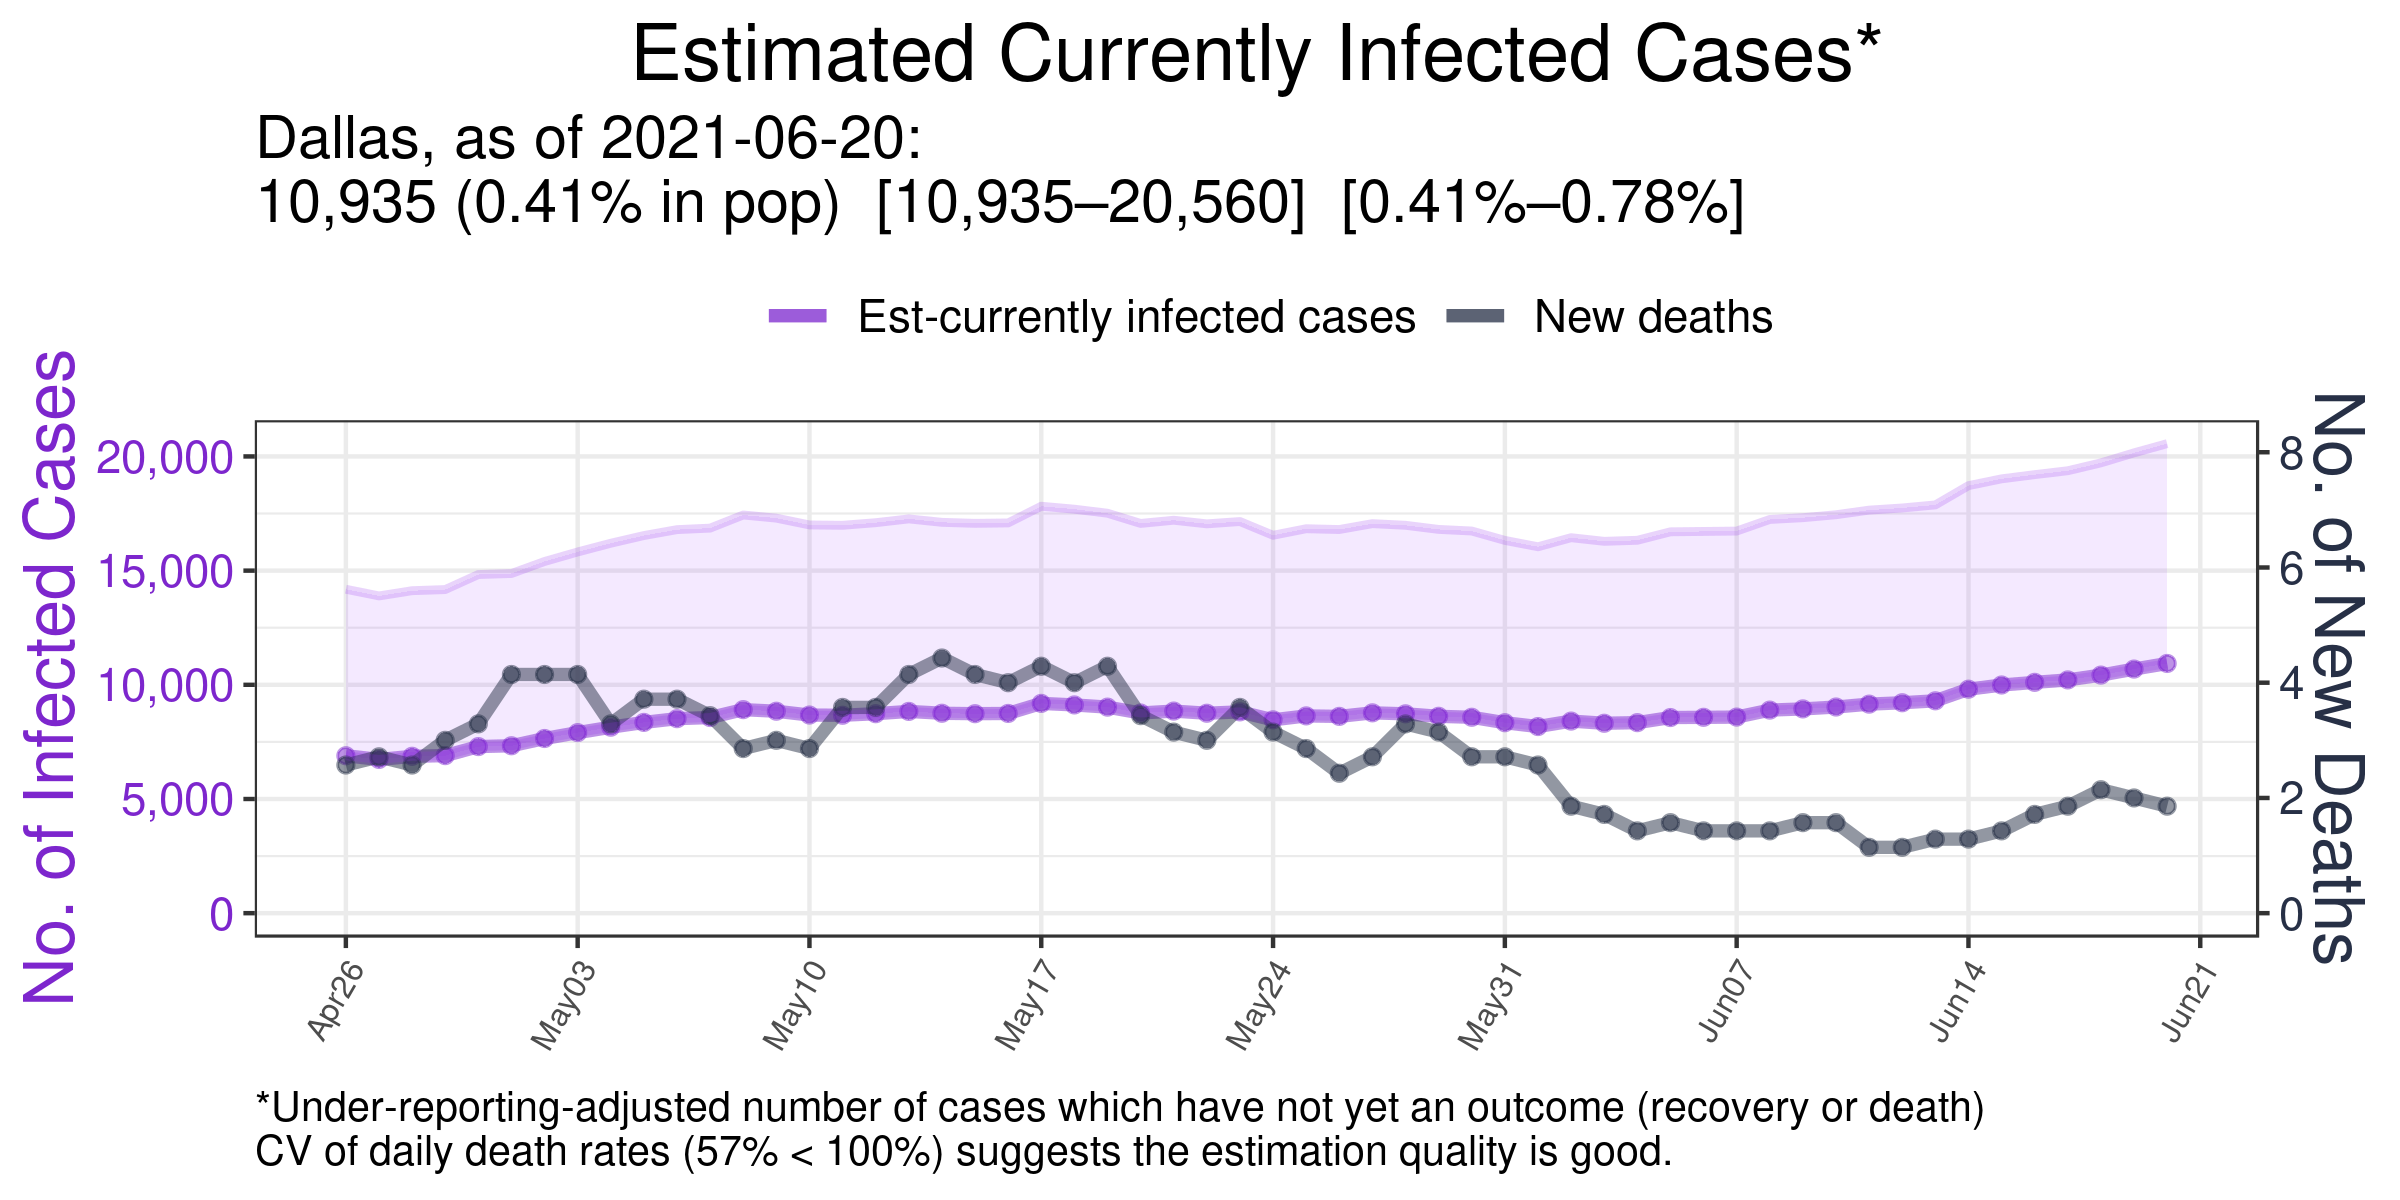 Estimated Currently Infected Cases*
Dallas, as of 2021-06-20:
10,935 (0.41% in pop)  [10,935–20,560]  [0.41%–0.78%]
Est-currently infected cases
New deaths
No. of Infected Cases
20,000
15,000
10,000
5,000
0
8
6
4
2
0
No. of New Deaths
Apr26
May03
May10
May17
May24
May31
Jun07
Jun14
Jun21
*Under-reporting-adjusted number of cases which have not yet an outcome (recovery or death)
CV of daily death rates (57% < 100%) suggests the estimation quality is good.